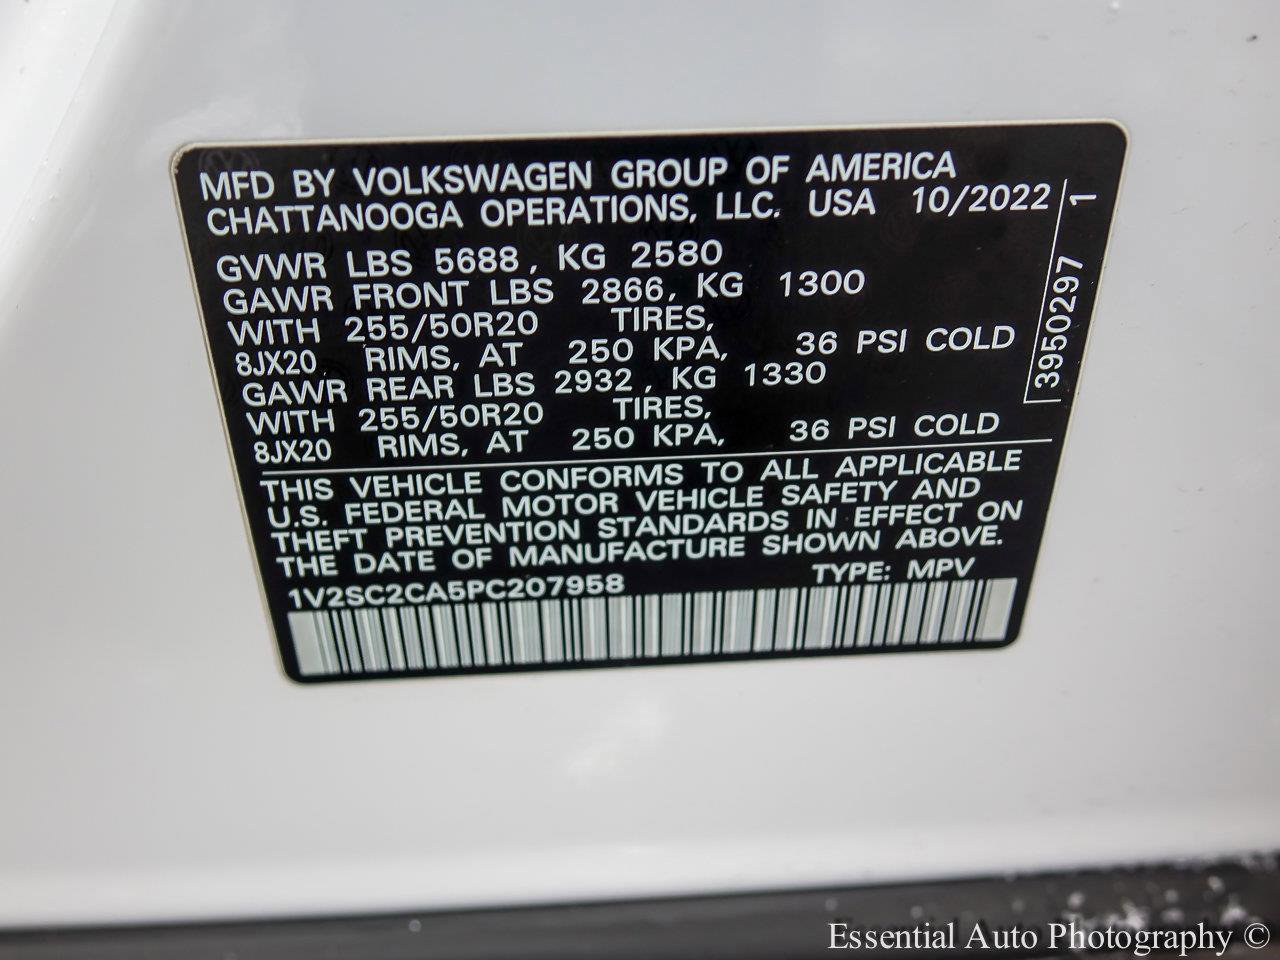 MFD BY VOLKSWAGEN GROUP OF AMERICA
CHATTANOOGA OPERATIONS, LLC. USA 10/2022
GVWR LBS 5688, KG 2580
GAWR FRONT LBS 2866, KG 1300
WITH 255/50R20 TIRES,
8JX20 RIMS, AT 250 KPA, 36 PSI COLD
GAWR REAR LBS 2932, KG 1330
WITH 255/50R20 TIRES,
8JX20 RIMS, AT 250 KPA, 36 PSI COLD
3950297 1
THIS VEHICLE CONFORMS TO ALL APPLICABLE
U.S. FEDERAL MOTOR VEHICLE SAFETY AND
THEFT PREVENTION STANDARDS IN EFFECT ON
THE DATE OF MANUFACTURE SHOWN ABOVE.
1V2SC2CA5PC207958 TYPE: MPV
Essential Auto Photography ©